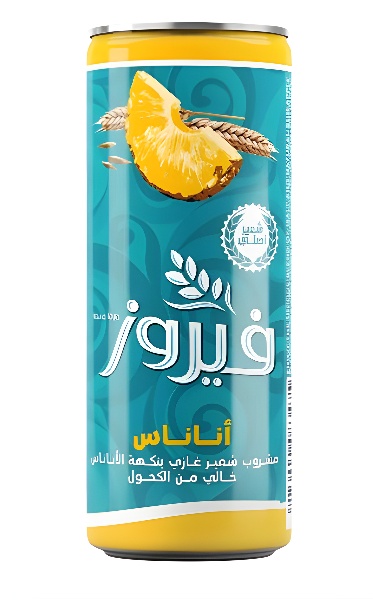 شعير
أصلي
فيروز
أناناس
مشروب شعير غازي بنكهة الأناناس
خالي من الكحول